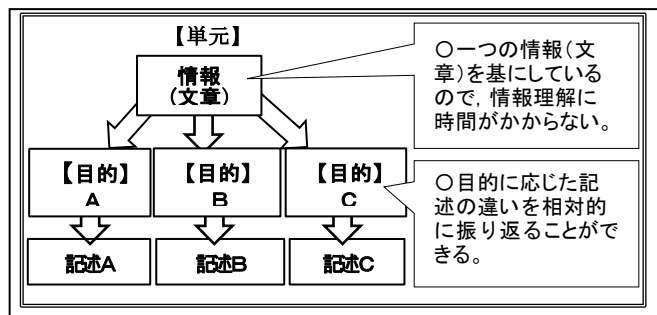 【単元】
情報
(文章)
〇一つの情報(文
章)を基にしている
ので, 情報理解に
時間がかからない。
【目的】
A
【目的】
B
【目的】
C
〇目的に応じた記
述の違いを相対的
に振り返ることがで
きる。
記述A
記述B
記述C